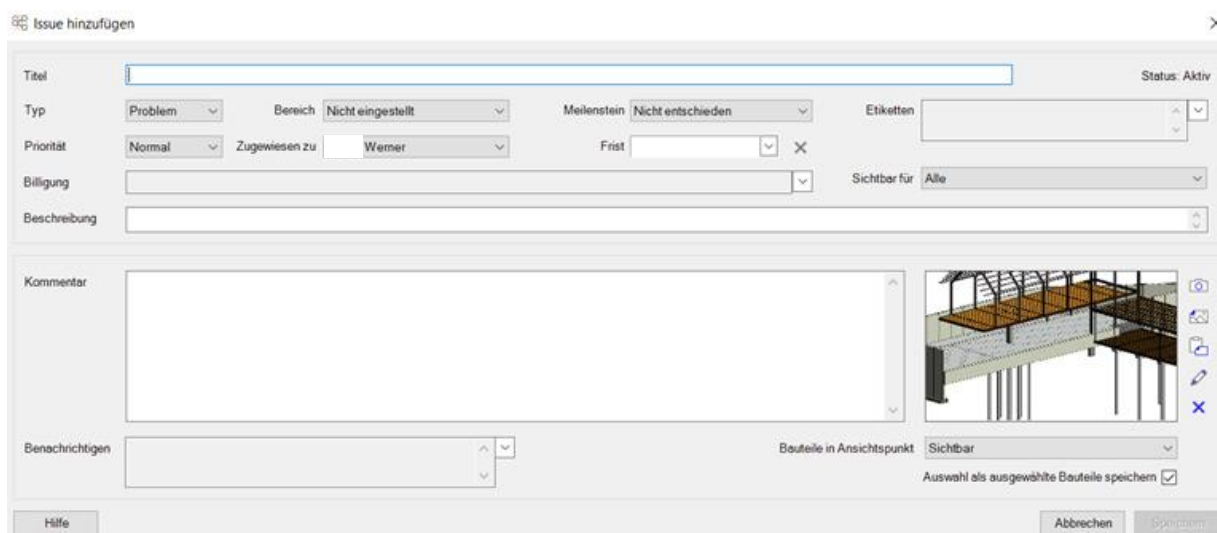 Issue hinzufügen
Titel Status: Aktiv
Typ Problem Bereich Nicht eingestellt Meilenstein Nicht entschieden Etiketten
Priorität Normal Zugewiesen zu Werner Frist
Billigung Sichtbar für Alle
Beschreibung
Kommentar
Benachrichtigen Bauteile in Ansichtspunkt Sichtbar
Auswahl als ausgewählte Bauteile speichern
Hilfe Abbrechen Speichern